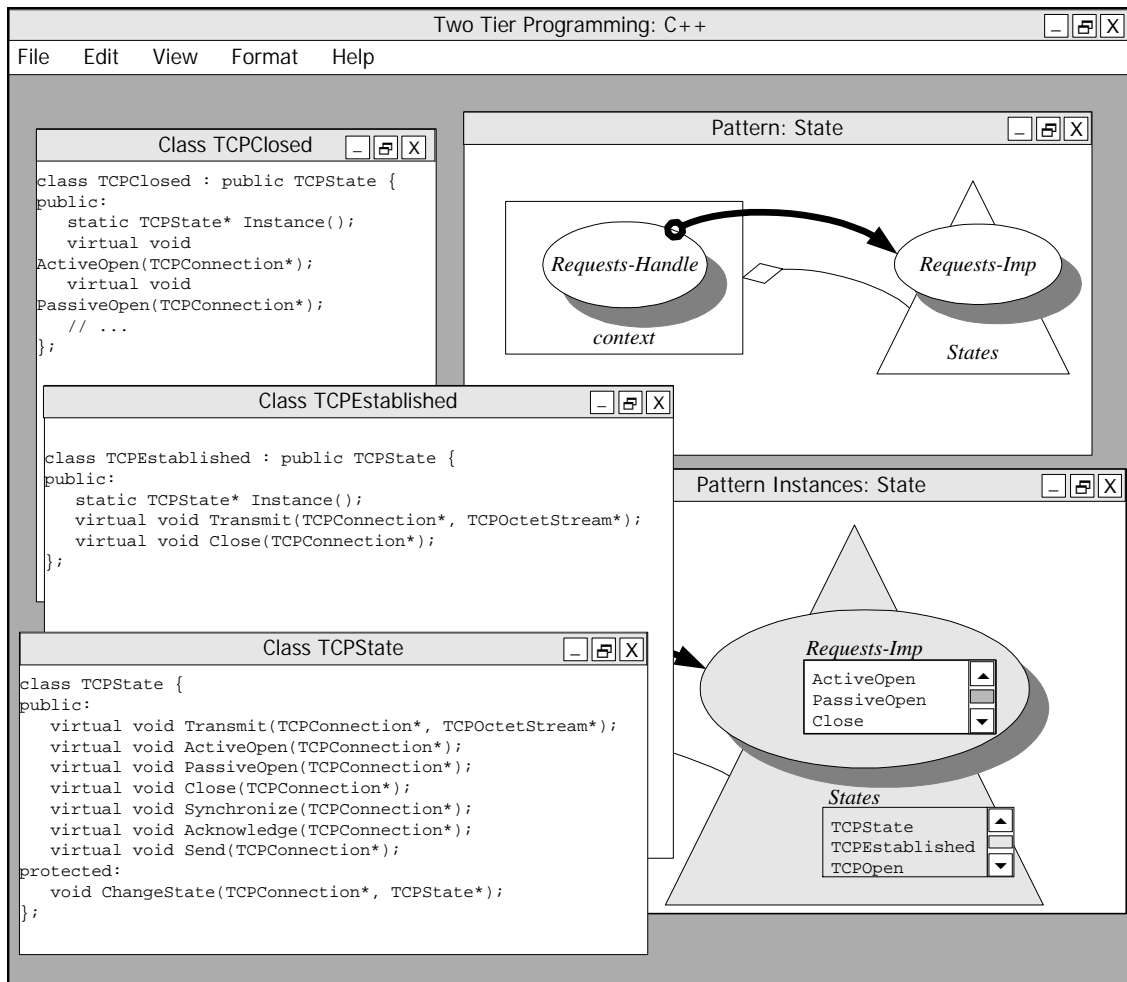 Two Tier Programming: C++
File Edit View Format Help
Class TCPClosed
class TCPClosed : public TCPState {
public:
static TCPState* Instance();
virtual void
ActiveOpen(TCPConnection*);
virtual void
PassiveOpen(TCPConnection*);
// ...
};
Pattern: State
Requests-Handle
context
Requests-Imp
States
Class TCPEstablished
class TCPEstablished : public TCPState {
public:
static TCPState* Instance();
virtual void Transmit(TCPConnection*, TCPOctetStream*);
virtual void Close(TCPConnection*);
};
Pattern Instances: State
Requests-Imp
ActiveOpen
PassiveOpen
Close
States
TCPState
TCPEstablished
TCPOpen
Class TCPState
class TCPState {
public:
virtual void Transmit(TCPConnection*, TCPOctetStream*);
virtual void ActiveOpen(TCPConnection*);
virtual void PassiveOpen(TCPConnection*);
virtual void Close(TCPConnection*);
virtual void Synchronize(TCPConnection*);
virtual void Acknowledge(TCPConnection*);
virtual void Send(TCPConnection*);
protected:
void ChangeState(TCPConnection*, TCPState*);
};